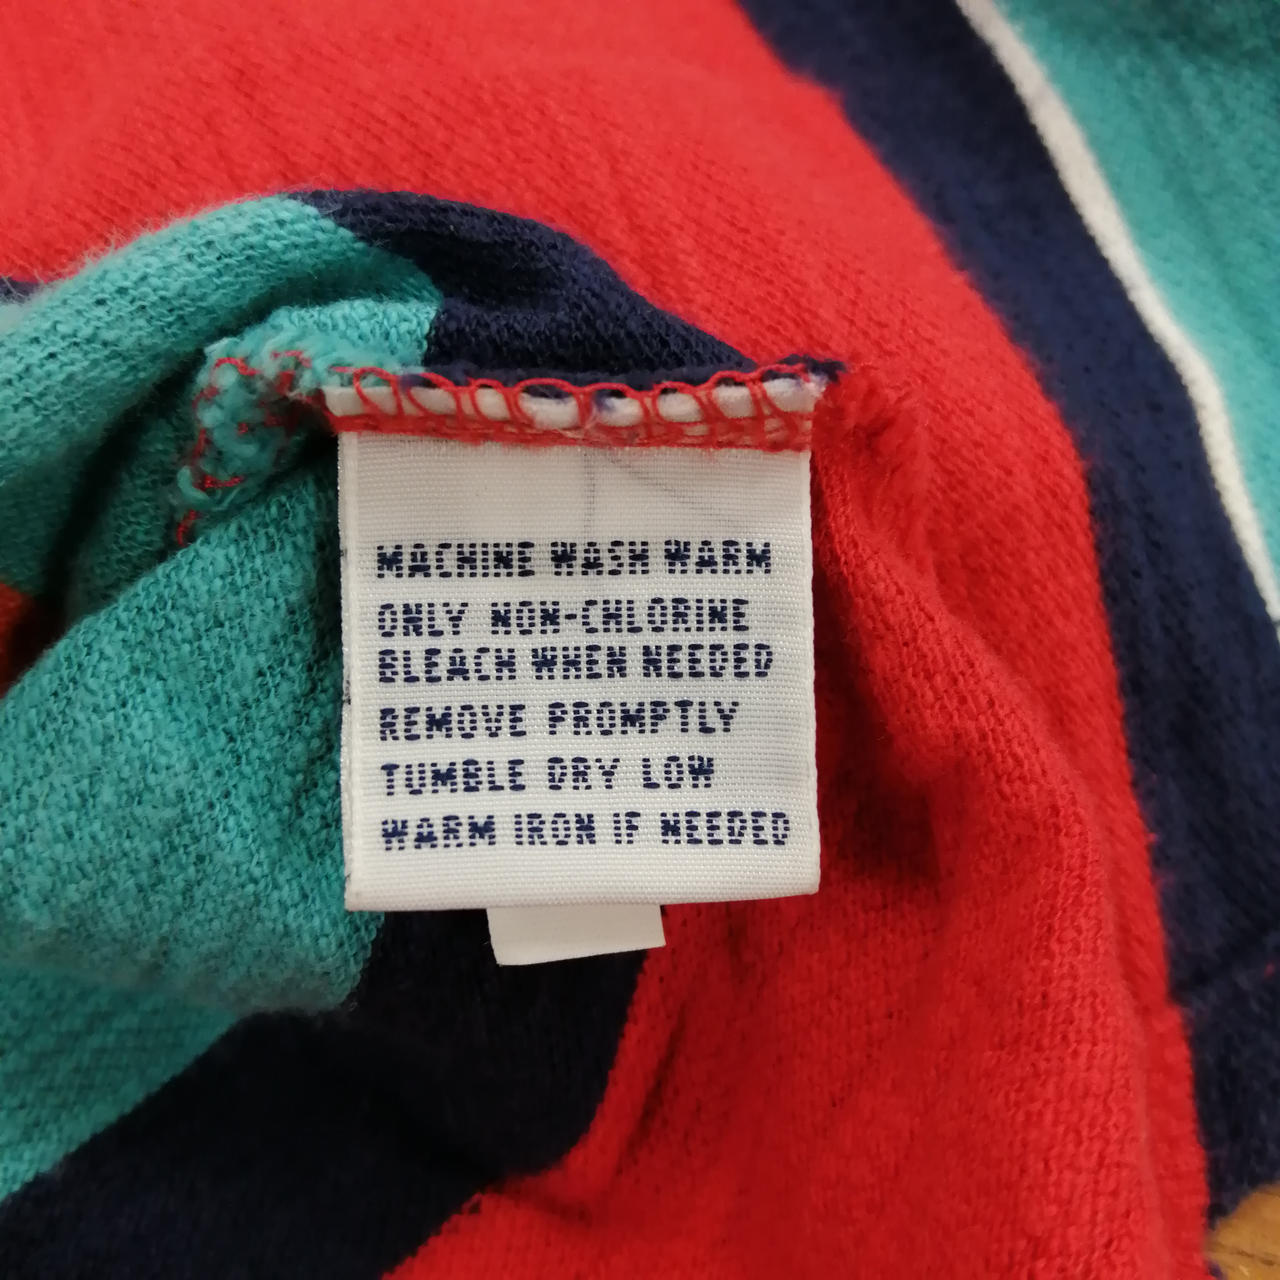 MACHINE WASH WARM
ONLY NON-CHLORINE
BLEACH WHEN NEEDED
REMOVE PROMPTLY
TUMBLE DRY LOW
WARM IRON IF NEEDED